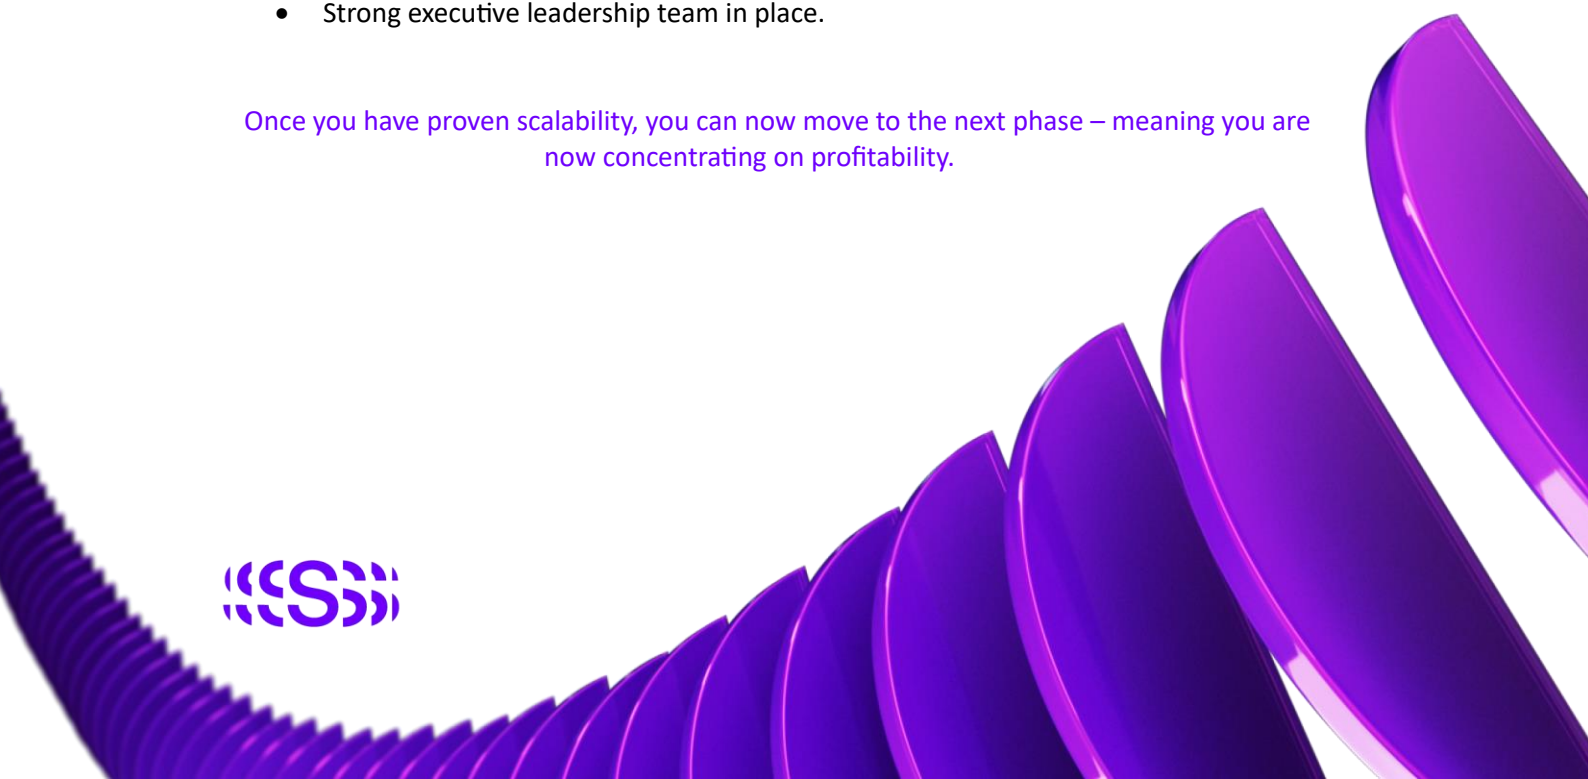 • Strong executive leadership team in place.
Once you have proven scalability, you can now move to the next phase – meaning you are
now concentrating on profitability.
S